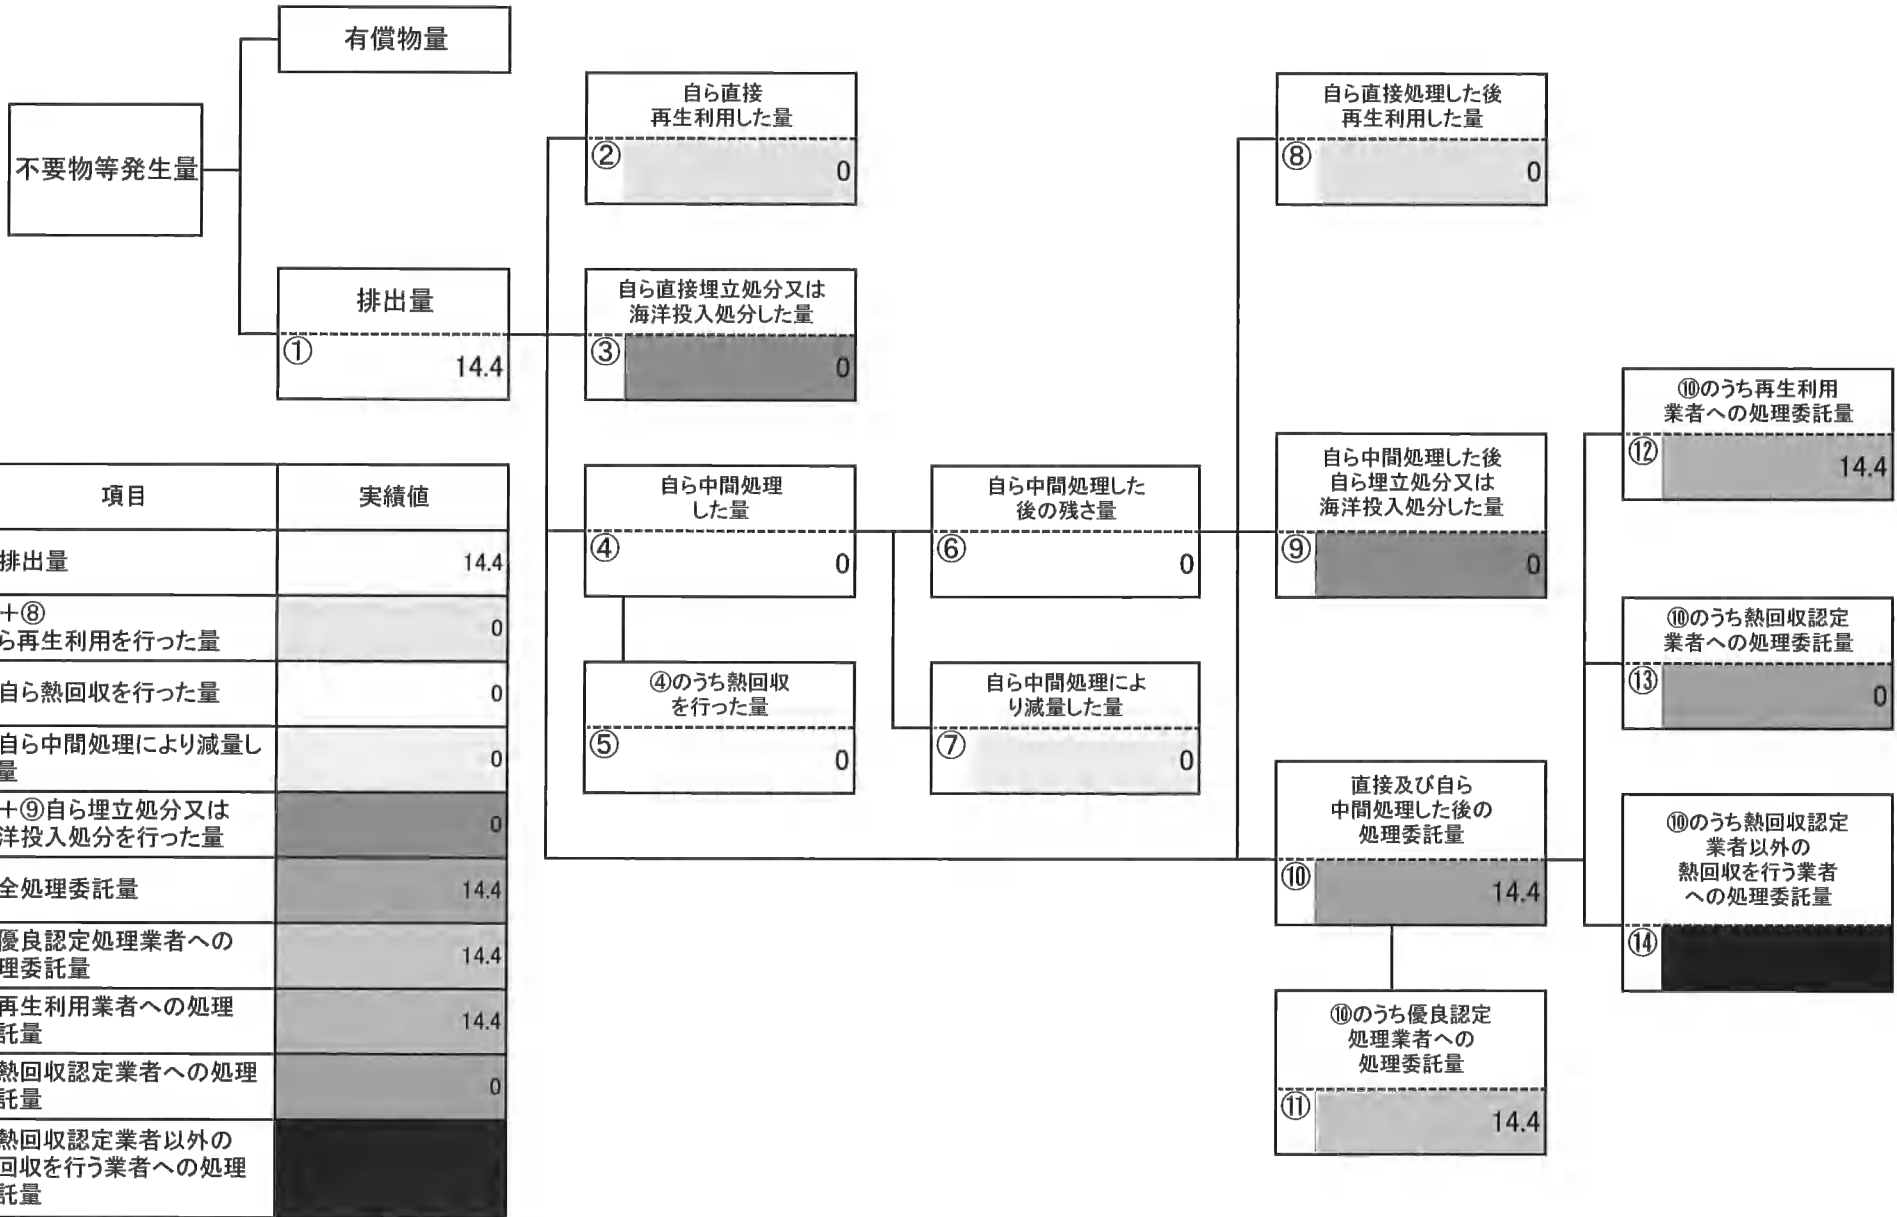 有償物量
不要物等発生量
排出量
①
14.4
自ら直接
再生利用した量
②
0
自ら直接埋立処分又は
海洋投入処分した量
③
0
自ら中間処理
した量
④
0
④のうち熱回収
を行った量
⑤
0
自ら中間処理した
後の残さ量
⑥
0
自ら中間処理によ
り減量した量
⑦
0
自ら直接処理した後
再生利用した量
⑧
0
自ら中間処理した後
自ら埋立処分又は
海洋投入処分した量
⑨
0
直接及び自ら
中間処理した後の
処理委託量
⑩
14.4
⑩のうち優良認定
処理業者への
処理委託量
⑪
14.4
⑩のうち再生利用
業者への処理委託量
⑫
14.4
⑩のうち熱回収認定
業者への処理委託量
⑬
0
⑩のうち熱回収認定
業者以外の
熱回収を行う業者
への処理委託量
⑭
項目 実績値
排出量 14.4
+⑧
ら再生利用を行った量 0
自ら熱回収を行った量 0
自ら中間処理により減量し
量 0
+⑨自ら埋立処分又は
洋投入処分を行った量 0
全処理委託量 14.4
優良認定処理業者への
理委託量 14.4
再生利用業者への処理
託量 14.4
熱回収認定業者への処理
託量 0
熱回収認定業者以外の
回収を行う業者への処理
託量